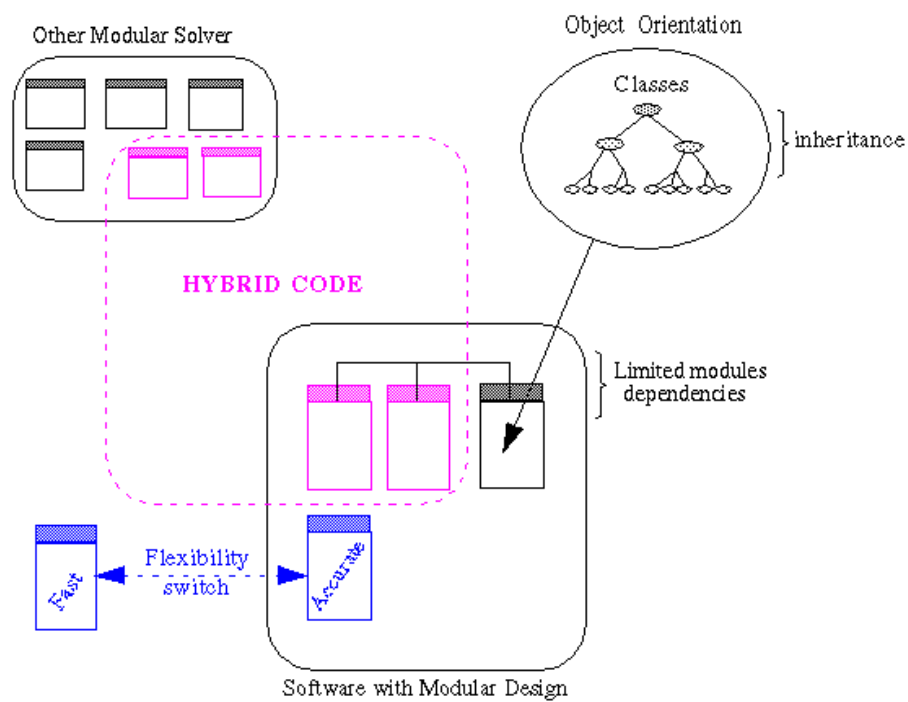 Object Orientation
Other Modular Solver
Classes
inheritance
HYBRID CODE
Limited modules
dependencies
Flexibility
switch
Fast
Accurate
Software with Modular Design